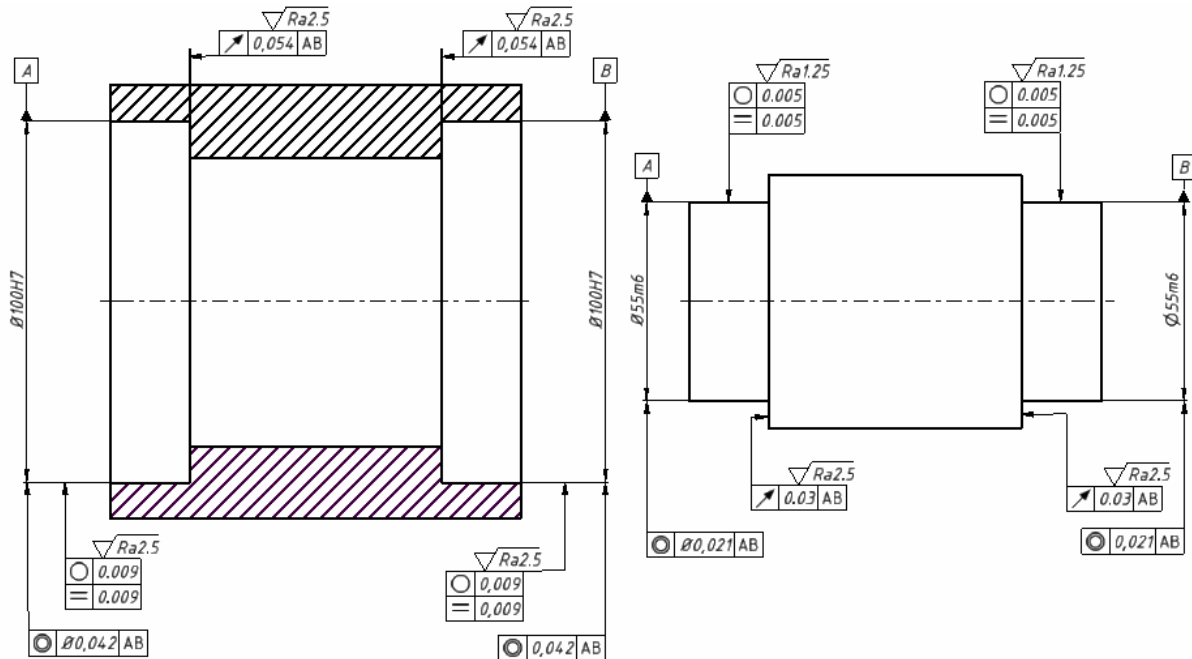 Ra2.5
0,054 AB
Ra2.5
0,054 AB
A
B
Ø100H7
Ø100H7
Ra2.5
0.009
0.009
Ø0,042 AB
Ra2.5
0,009
0,009
0,042 AB
Ra1.25
0.005
0.005
Ra1.25
0.005
0.005
A
B
Ø55m6
Ø55m6
Ra2.5
0.03 AB
Ra2.5
0.03 AB
Ø0,021 AB
0,021 AB